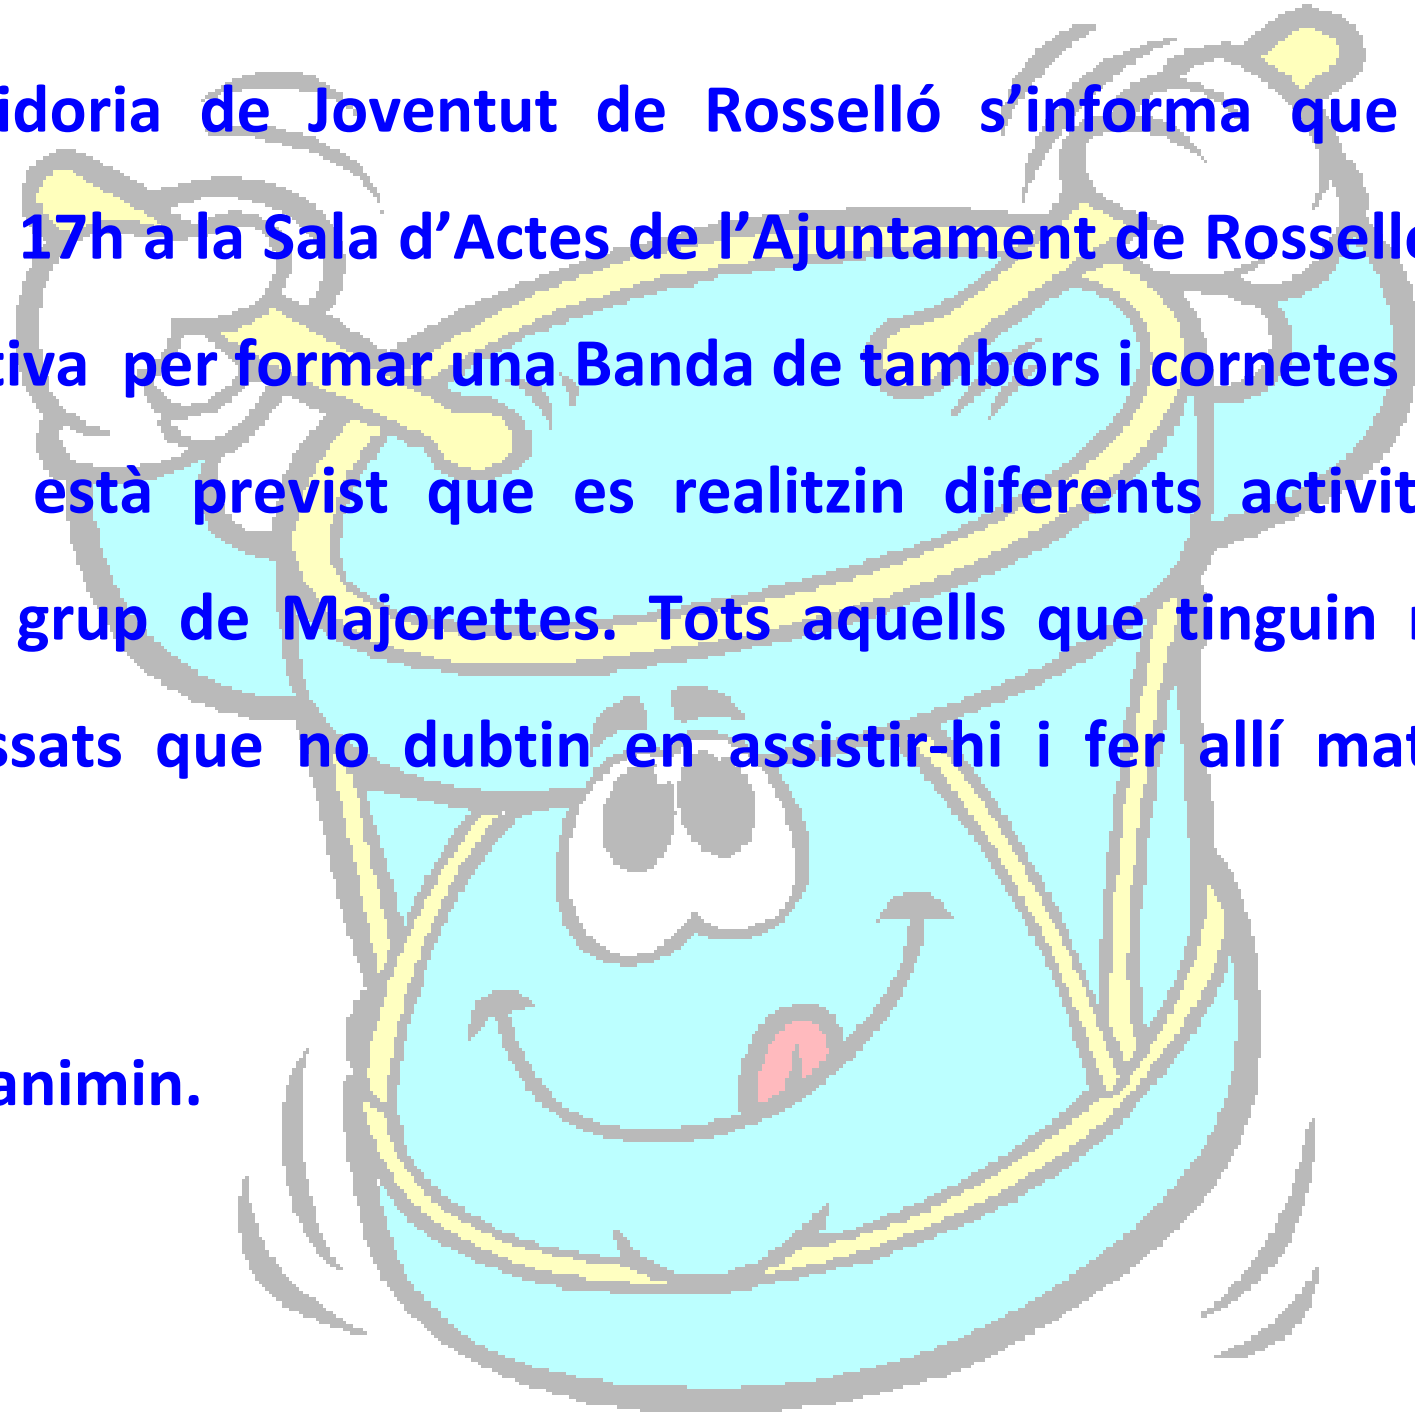 idoria de Joventut de Rosselló s’informa que
17h a la Sala d’Actes de l’Ajuntament de Rosselló
tiva per formar una Banda de tambors i cornetes
està previst que es realitzin diferents activit
grup de Majorettes. Tots aquells que tinguin
ssats que no dubtin en assistir-hi i fer allí mat
animin.